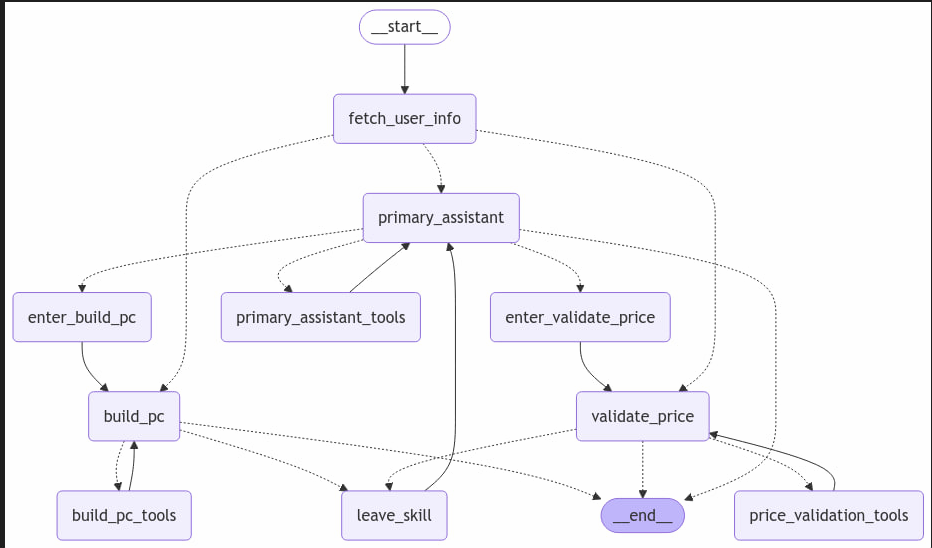 __start__
fetch_user_info
primary_assistant
enter_build_pc
primary_assistant_tools
enter_validate_price
build_pc
validate_price
build_pc_tools
leave_skill
__end__
price_validation_tools